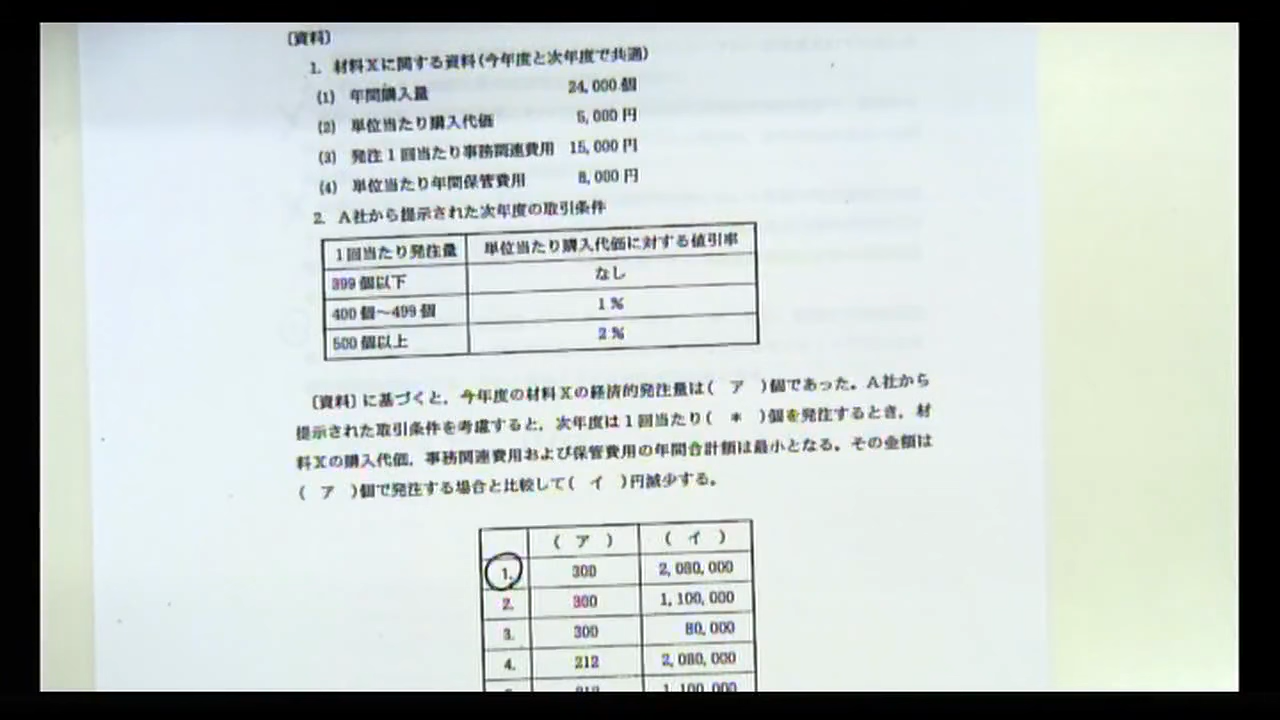 〔資料〕
1. 材料Xに関する資料(今年度と次年度で共通)
(1) 年間購入量 24,000個
(2) 単位当たり購入代価 5,000円
(3) 発注1回当たり事務関連費用 15,000円
(4) 単位当たり年間保管費用 8,000円
2. A社から提示された次年度の取引条件
1回当たり発注量 単位当たり購入代価に対する値引率
399個以下 なし
400個～499個 1%
500個以上 2%
〔資料〕に基づくと、今年度の材料Xの経済的発注量は( ア )個であった。A社から
提示された取引条件を考慮すると、次年度は1回当たり( * )個を発注するとき、材
料Xの購入代価、事務関連費用および保管費用の年間合計額は最小となる。その金額は
( ア )個で発注する場合と比較して( イ )円減少する。
( ア ) ( イ )
1. 300 2,080,000
2. 300 1,100,000
3. 300 80,000
4. 212 2,080,000
1,100,000